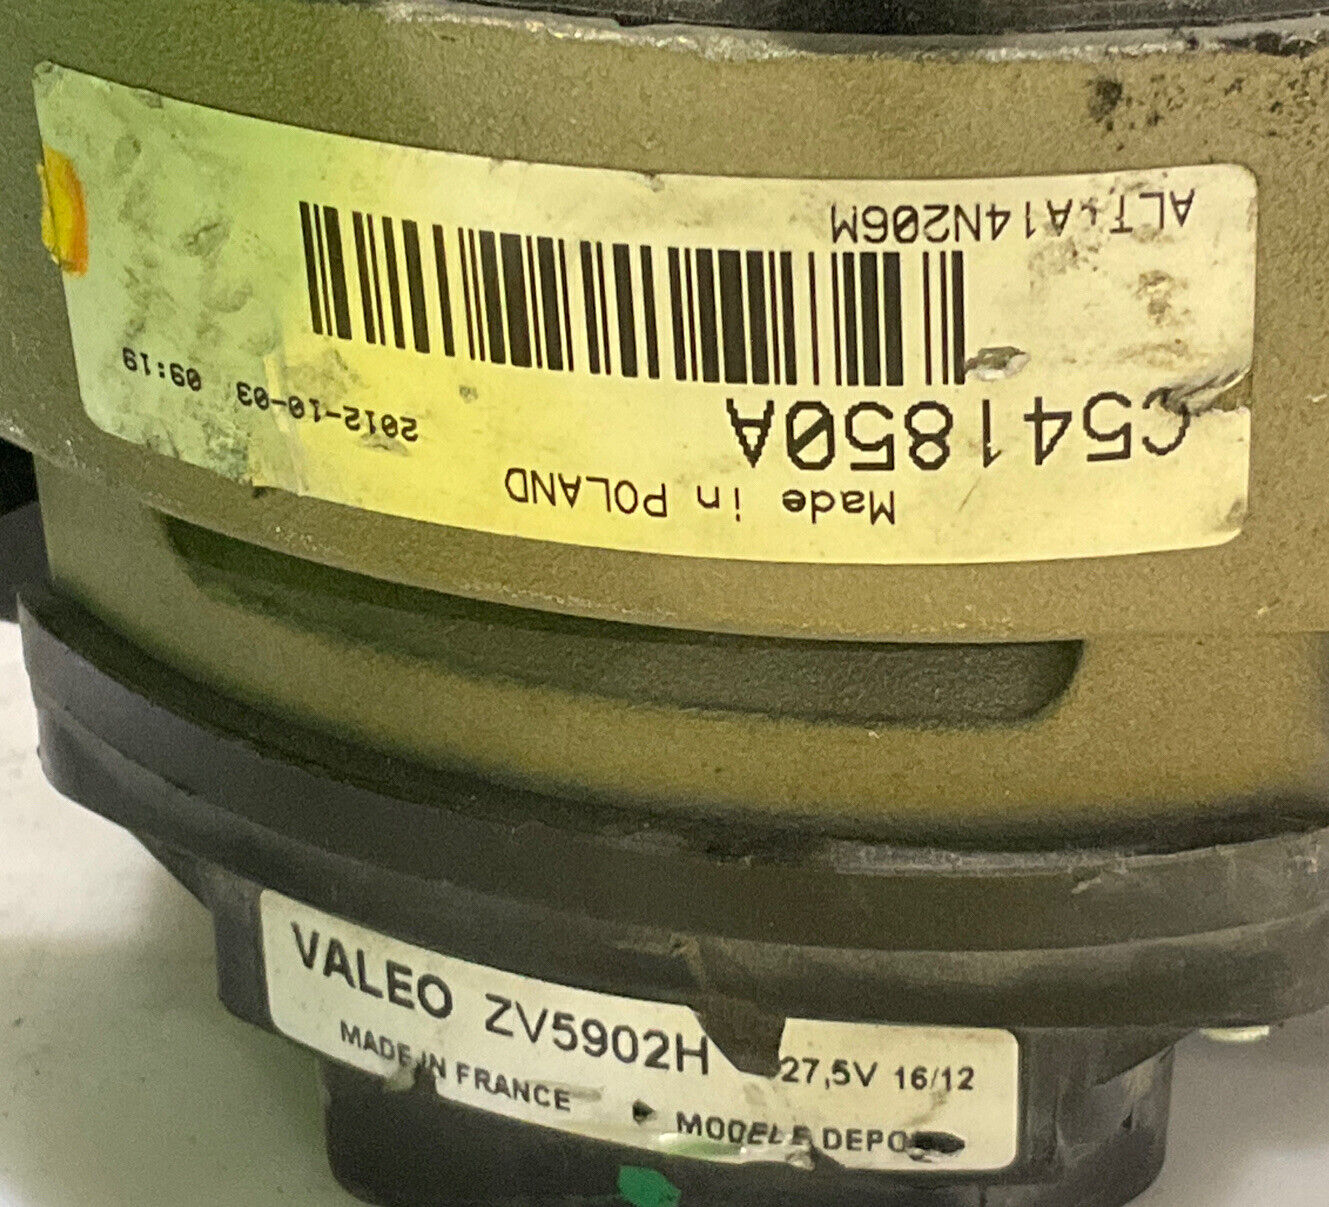 ALT. A14N206M
C541850A
Made in POLAND
2012-10-03 09:19
VALEO ZV5902H 27,5V 16/12
MADE IN FRANCE MODELE